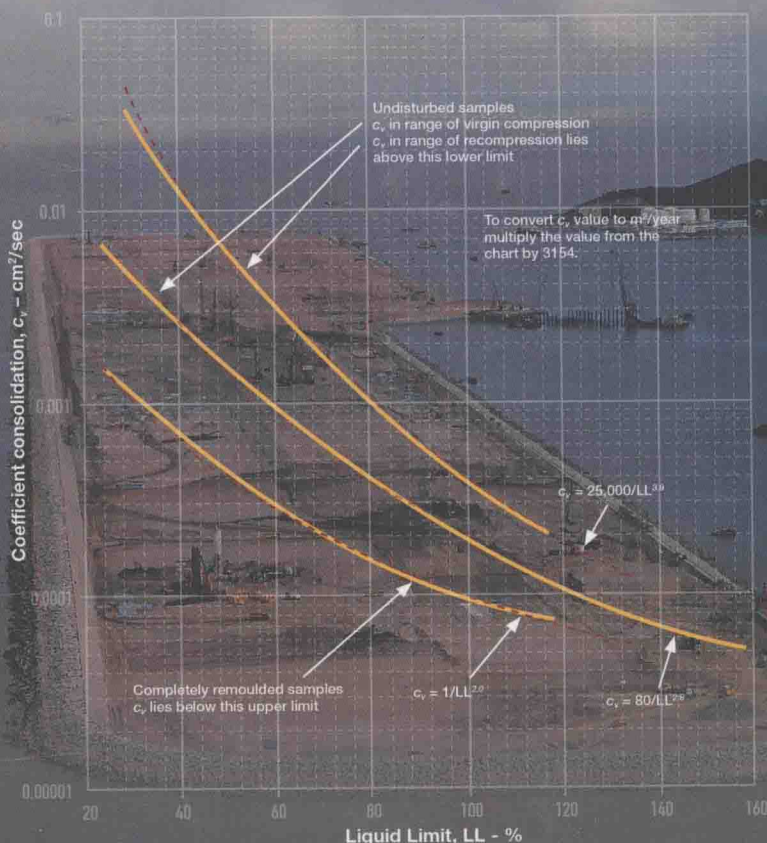 0.1
0.01
0.001
0.0001
0.00001
Coefficient consolidation, cᵥ – cm²/sec
Undisturbed samples
cᵥ in range of virgin compression
cᵥ in range of recompression lies
above this lower limit
To convert cᵥ value to m²/year
multiply the value from the
chart by 3154.
cᵥ = 25,000/LL³·⁹
Completely remoulded samples
cᵥ lies below this upper limit
cᵥ = 1/LL²·⁰
cᵥ = 80/LL
20 40 60 80 100 120 140 160
Liquid Limit, LL - %